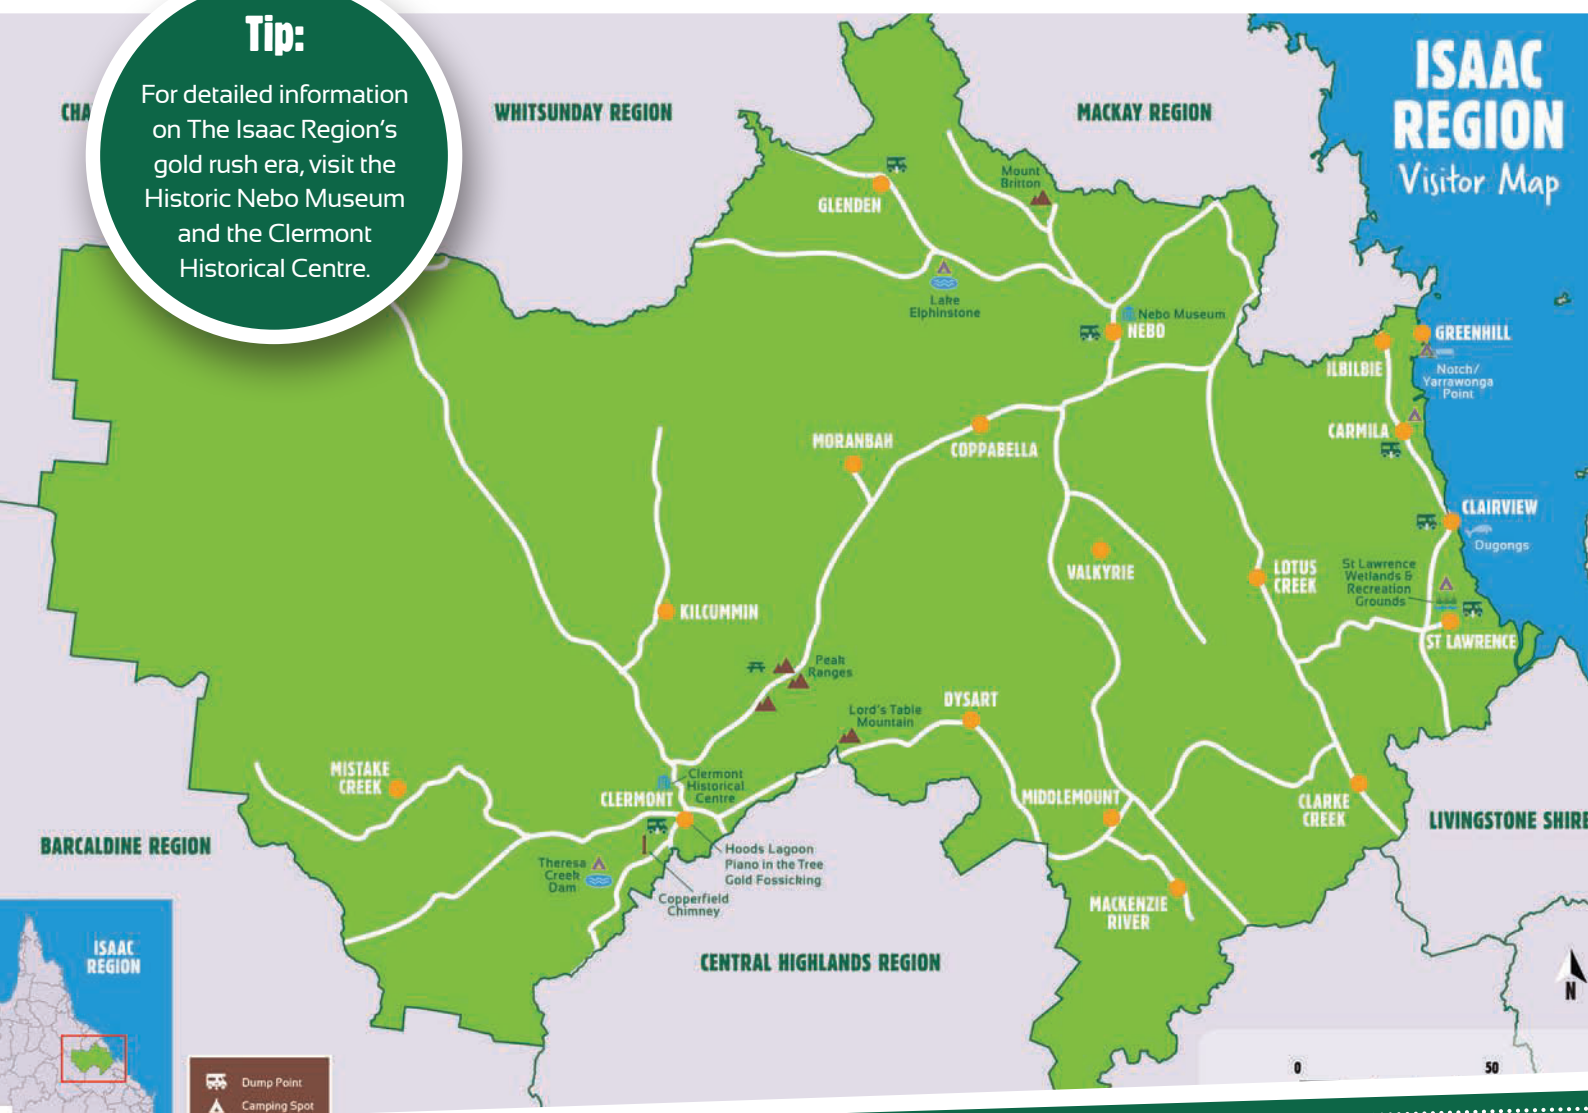 Tip:
For detailed information
on The Isaac Region's
gold rush era, visit the
Historic Nebo Museum
and the Clermont
Historical Centre.
ISAAC
REGION
Visitor Map
CHA
WHITSUNDAY REGION
MACKAY REGION
GLENDEN
Mount
Britton
Lake
Elphinstone
Nebo Museum
NEBO
GREENHILL
ILBILBIE
Notch/
Yarrawonga
Point
CARMILA
MORANBAH
COPPABELLA
CLAIRVIEW
Dugongs
VALKYRIE
LOTUS
CREEK
St Lawrence
Wetlands &
Recreation
Grounds
ST LAWRENCE
KILCUMMIN
Peak
Ranges
Lord's Table
Mountain
DYSART
MISTAKE
CREEK
Clermont
Historical
Centre
CLERMONT
MIDDLEMOUNT
CLARKE
CREEK
LIVINGSTONE SHIRE
BARCALDINE REGION
Theresa
Creek
Dam
Hoods Lagoon
Piano in the Tree
Gold Fossicking
Copperfield
Chimney
MACKENZIE
RIVER
CENTRAL HIGHLANDS REGION
ISAAC
REGION
N
0 50
Dump Point
Camping Spot